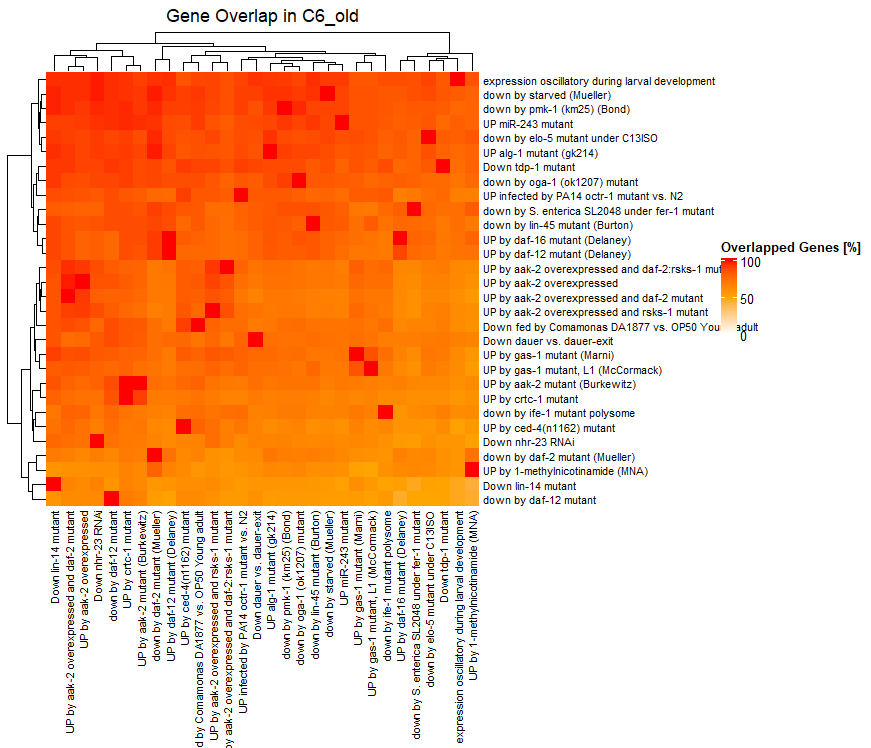 Gene Overlap in C6_old
expression oscillatory during larval development
down by starved (Mueller)
down by pmk-1 (km25) (Bond)
UP miR-243 mutant
down by elo-5 mutant under C13ISO
UP alg-1 mutant (gk214)
Down tdp-1 mutant
down by oga-1 (ok1207) mutant
UP infected by PA14 octr-1 mutant vs. N2
down by S. enterica SL2048 under fer-1 mutant
down by lin-45 mutant (Burton)
UP by daf-16 mutant (Delaney)
UP by daf-12 mutant (Delaney)
UP by aak-2 overexpressed and daf-2:rsks-1 mut
UP by aak-2 overexpressed
UP by aak-2 overexpressed and daf-2 mutant
UP by aak-2 overexpressed and rsks-1 mutant
Down fed by Comamonas DA1877 vs. OP50 You adult
Down dauer vs. dauer-exit
UP by gas-1 mutant (Marni)
UP by gas-1 mutant, L1 (McCormack)
UP by aak-2 mutant (Burkewitz)
UP by crtc-1 mutant
down by ife-1 mutant polysome
UP by ced-4(n1162) mutant
Down nhr-23 RNAi
down by daf-2 mutant (Mueller)
UP by 1-methylnicotinamide (MNA)
Down lin-14 mutant
down by daf-12 mutant
Overlapped Genes [%]
100
50
0
Down lin-14 mutant
UP by aak-2 overexpressed and daf-2 mutant
UP by aak-2 overexpressed
Down nhr-23 RNAi
down by daf-12 mutant
UP by crtc-1 mutant
UP by aak-2 mutant (Burkewitz)
down by daf-2 mutant (Mueller)
UP by daf-12 mutant (Delaney)
UP by ced-4(n1162) mutant
d by Comamonas DA1877 vs. OP50 Young adult
UP by aak-2 overexpressed and rsks-1 mutant
by aak-2 overexpressed and daf-2:rsks-1 mutant
UP infected by PA14 octr-1 mutant vs. N2
Down dauer vs. dauer-exit
UP alg-1 mutant (gk214)
down by pmk-1 (km25) (Bond)
down by oga-1 (ok1207) mutant
down by lin-45 mutant (Burton)
down by starved (Mueller)
UP miR-243 mutant
UP by gas-1 mutant (Marni)
UP by gas-1 mutant, L1 (McCormack)
down by ife-1 mutant polysome
UP by daf-16 mutant (Delaney)
down by S. enterica SL2048 under fer-1 mutant
down by elo-5 mutant under C13ISO
Down tdp-1 mutant
expression oscillatory during larval development
UP by 1-methylnicotinamide (MNA)